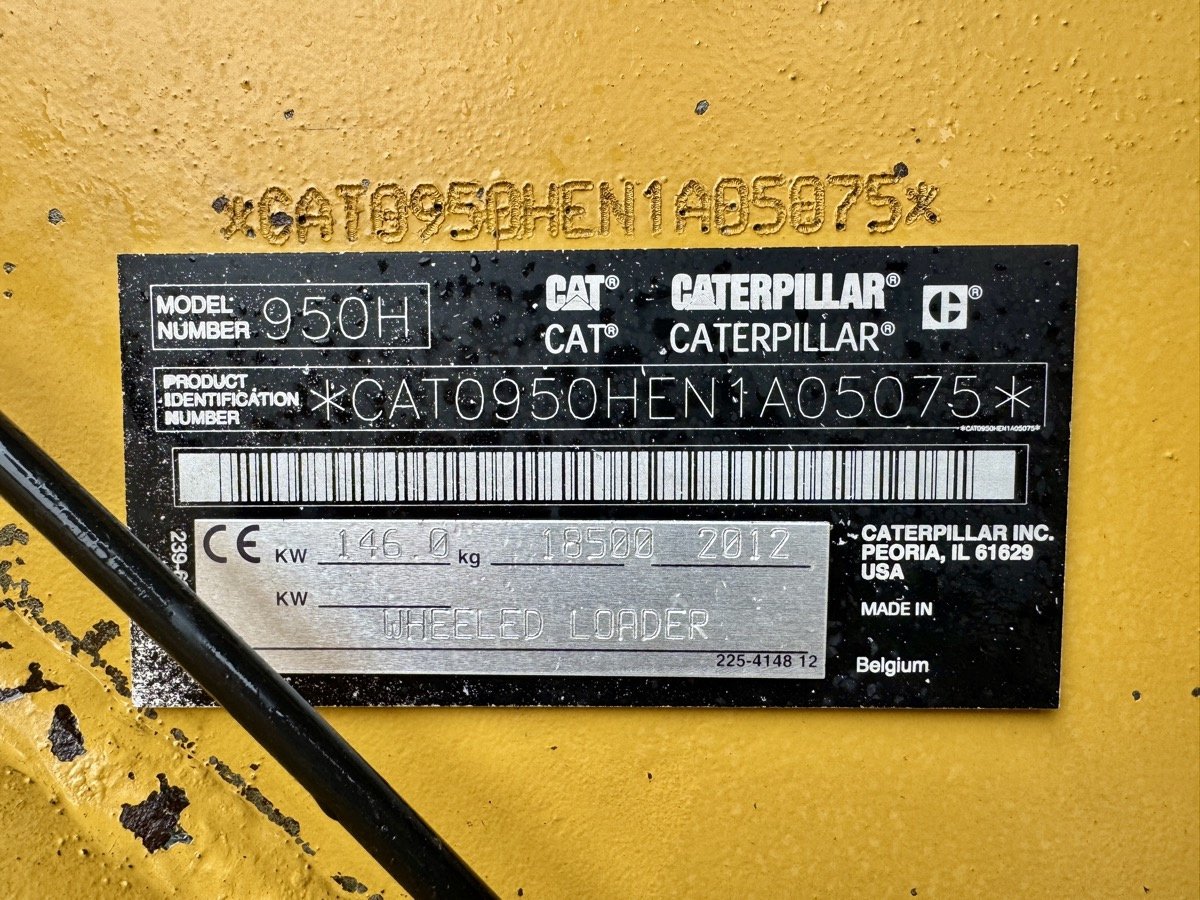 *CAT0950HEN1A05075*
MODEL NUMBER 950H
CAT® CATERPILLAR® C®
CAT® CATERPILLAR®
PRODUCT IDENTIFICATION NUMBER *CAT0950HEN1A05075*
*CAT0950HEN1A05075*
CE KW 146.0 kg 18500 2012
KW
WHEELED LOADER
225-4148 12
CATERPILLAR INC.
PEORIA, IL 61629
USA
MADE IN
Belgium